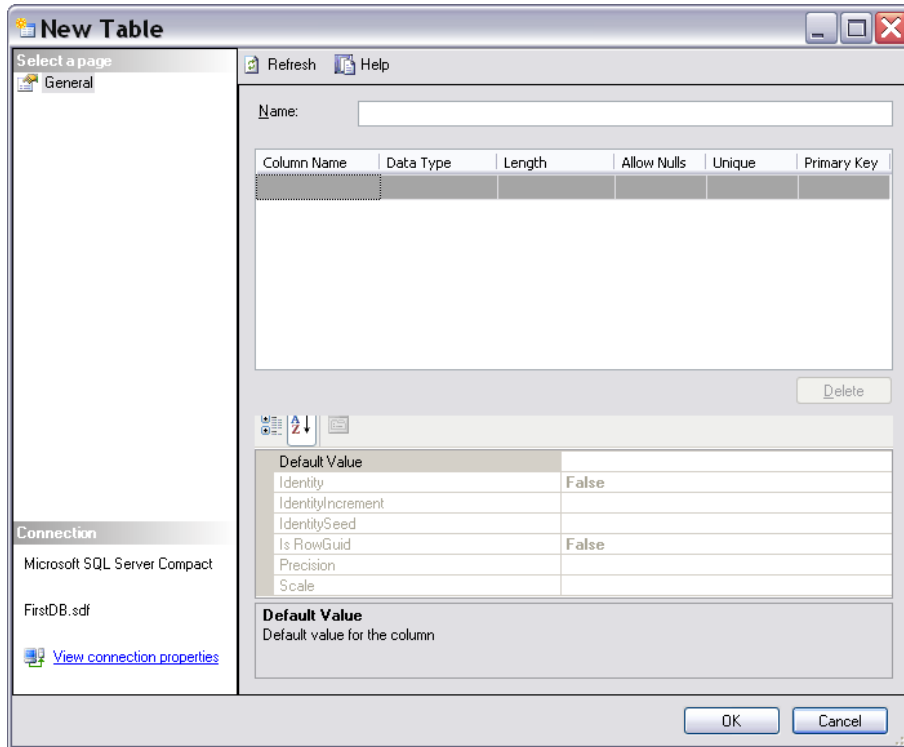 New Table
Select a page
General
Refresh Help
Name:
Column Name Data Type Length Allow Nulls Unique Primary Key
Delete
A
Z
Default Value
Identity False
IdentityIncrement
IdentitySeed
Is RowGuid False
Precision
Scale
Default Value
Default value for the column
Connection
Microsoft SQL Server Compact
FirstDB.sdf
View connection properties
OK Cancel